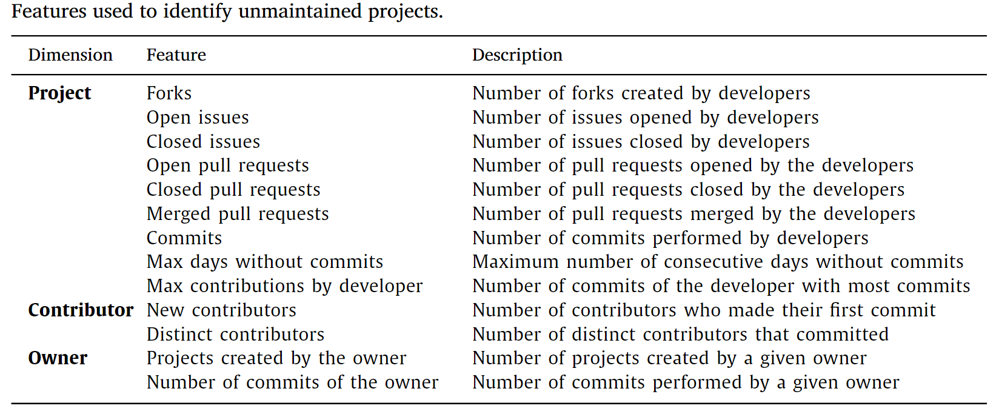 Features used to identify unmaintained projects.
Dimension Feature Description
Project Forks Number of forks created by developers
Open issues Number of issues opened by developers
Closed issues Number of issues closed by developers
Open pull requests Number of pull requests opened by the developers
Closed pull requests Number of pull requests closed by the developers
Merged pull requests Number of pull requests merged by the developers
Commits Number of commits performed by developers
Max days without commits Maximum number of consecutive days without commits
Max contributions by developer Number of commits of the developer with most commits
Contributor New contributors Number of contributors who made their first commit
Distinct contributors Number of distinct contributors that committed
Owner Projects created by the owner Number of projects created by a given owner
Number of commits of the owner Number of commits performed by a given owner